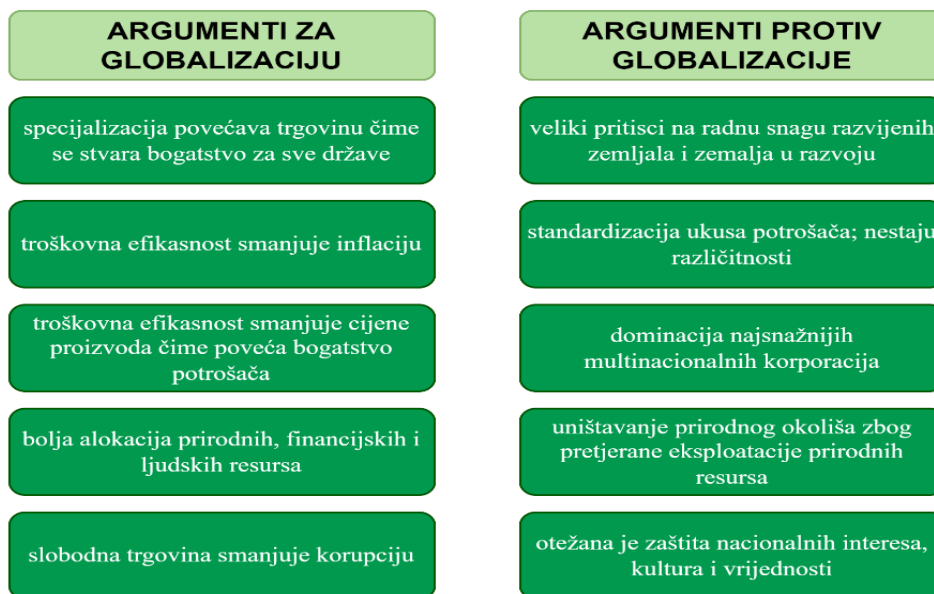 ARGUMENTI ZA
GLOBALIZACIJU
specijalizacija povećava trgovinu čime
se stvara bogatstvo za sve države
troškovna efikasnost smanjuje inflaciju
troškovna efikasnost smanjuje cijene
proizvoda čime poveća bogatstvo
potrošača
bolja alokacija prirodnih, financijskih i
ljudskih resursa
slobodna trgovina smanjuje korupciju
ARGUMENTI PROTIV
GLOBALIZACIJE
veliki pritisci na radnu snagu razvijenih
zemljala i zemalja u razvoju
standardizacija ukusa potrošača; nestaju
različitnosti
dominacija najsnažnijih
multinacionalnih korporacija
uništavanje prirodnog okoliša zbog
pretjerane eksploatacije prirodnih
resursa
otežana je zaštita nacionalnih interesa,
kultura i vrijednosti